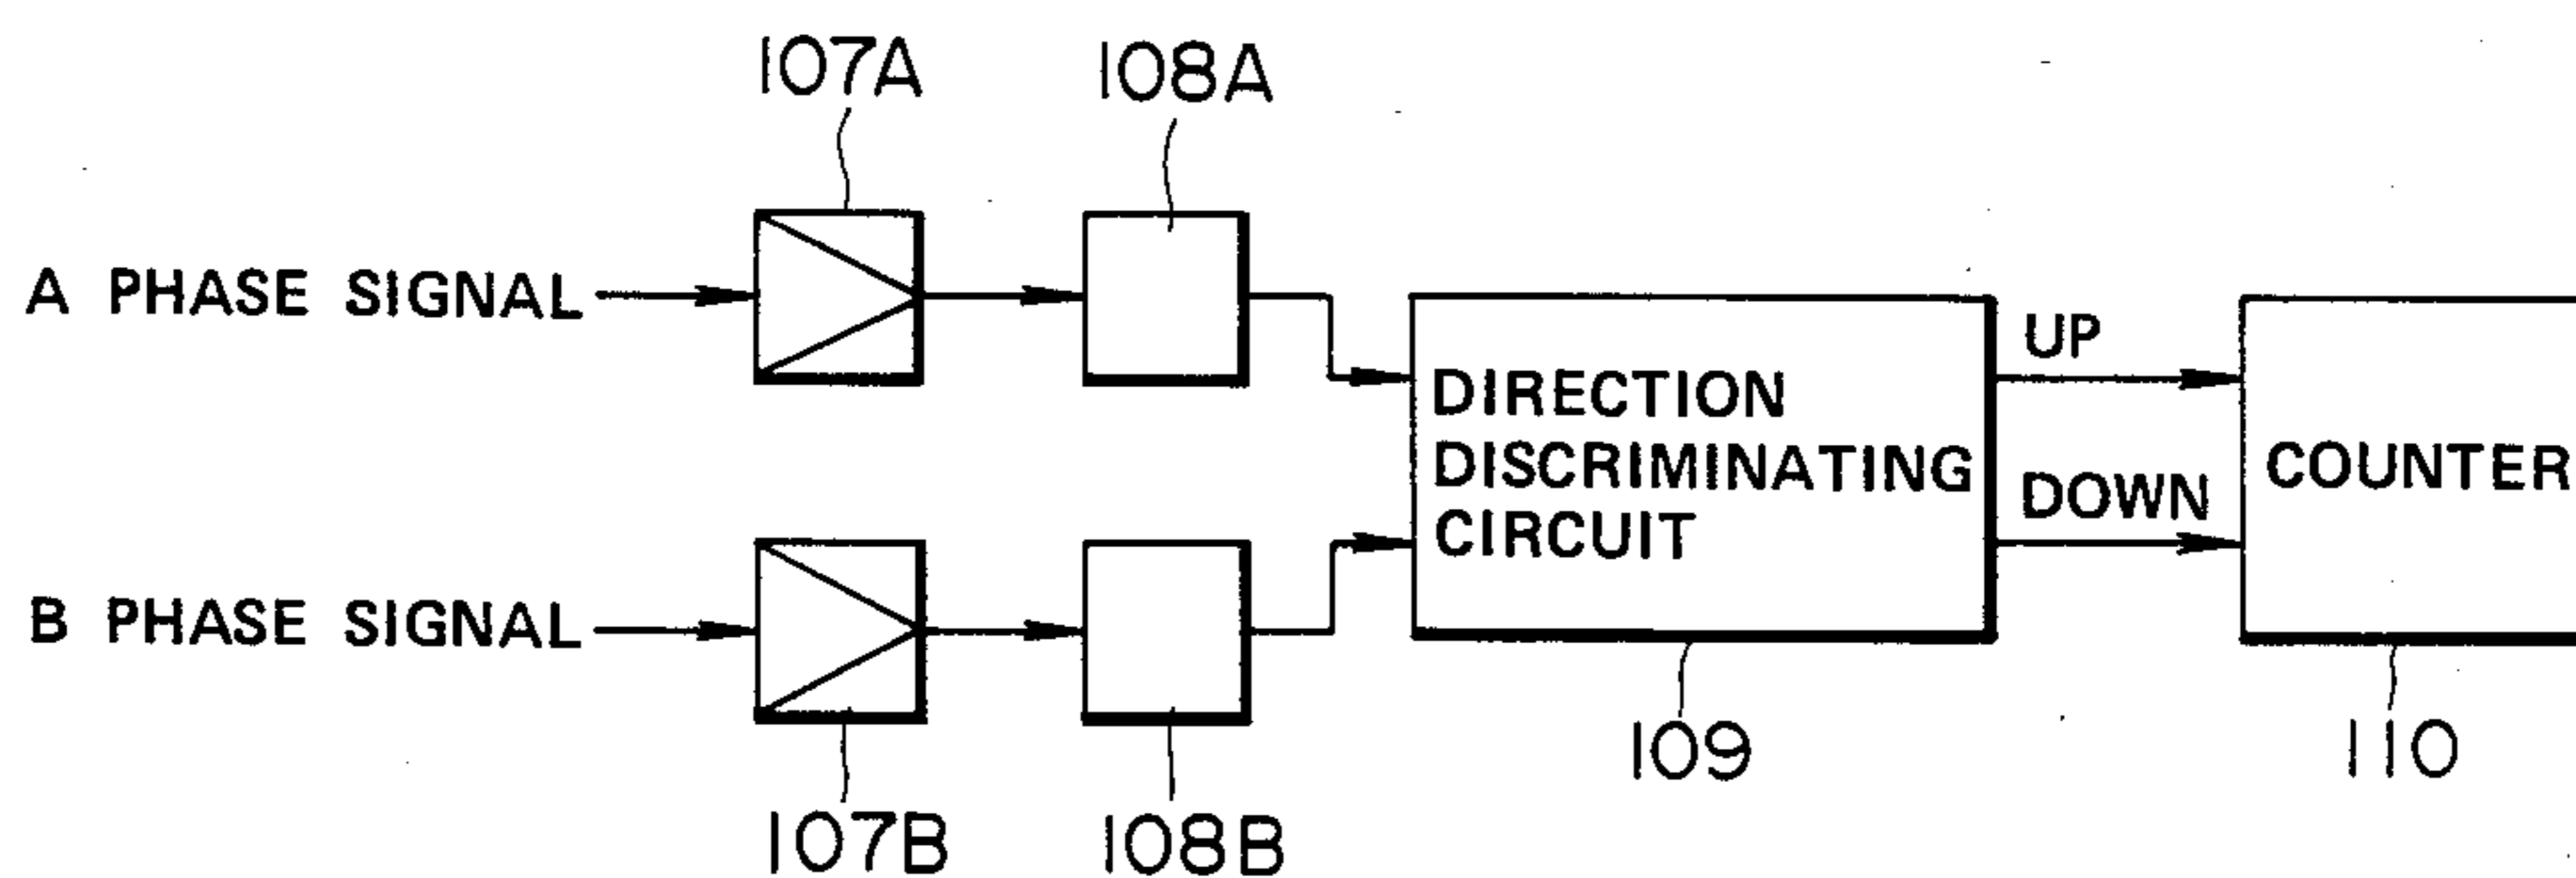 107A
108A
A PHASE SIGNAL
UP
DIRECTION
DISCRIMINATING
CIRCUIT
DOWN
COUNTER
B PHASE SIGNAL
109
110
107B
108B